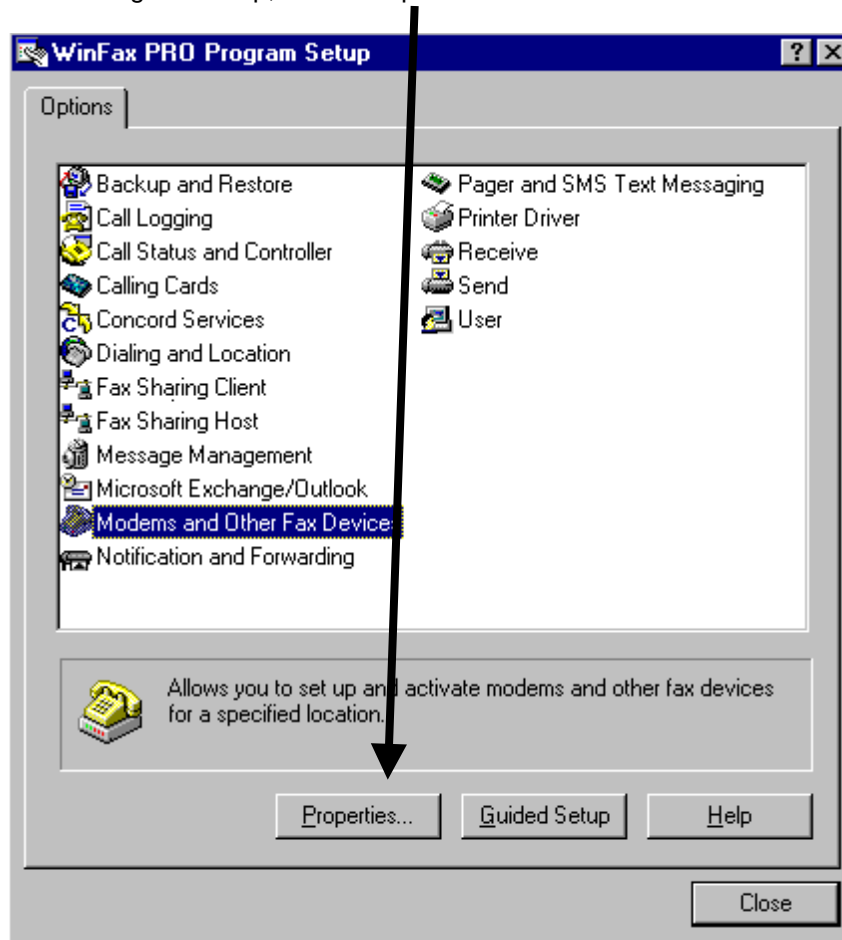 WinFax PRO Program Setup
Options
Backup and Restore
Call Logging
Call Status and Controller
Calling Cards
Concord Services
Dialing and Location
Fax Sharing Client
Fax Sharing Host
Message Management
Microsoft Exchange/Outlook
Modems and Other Fax Device
Notification and Forwarding
Pager and SMS Text Messaging
Printer Driver
Receive
Send
User
Allows you to set up and activate modems and other fax devices
for a specified location.
Properties...
Guided Setup
Help
Close